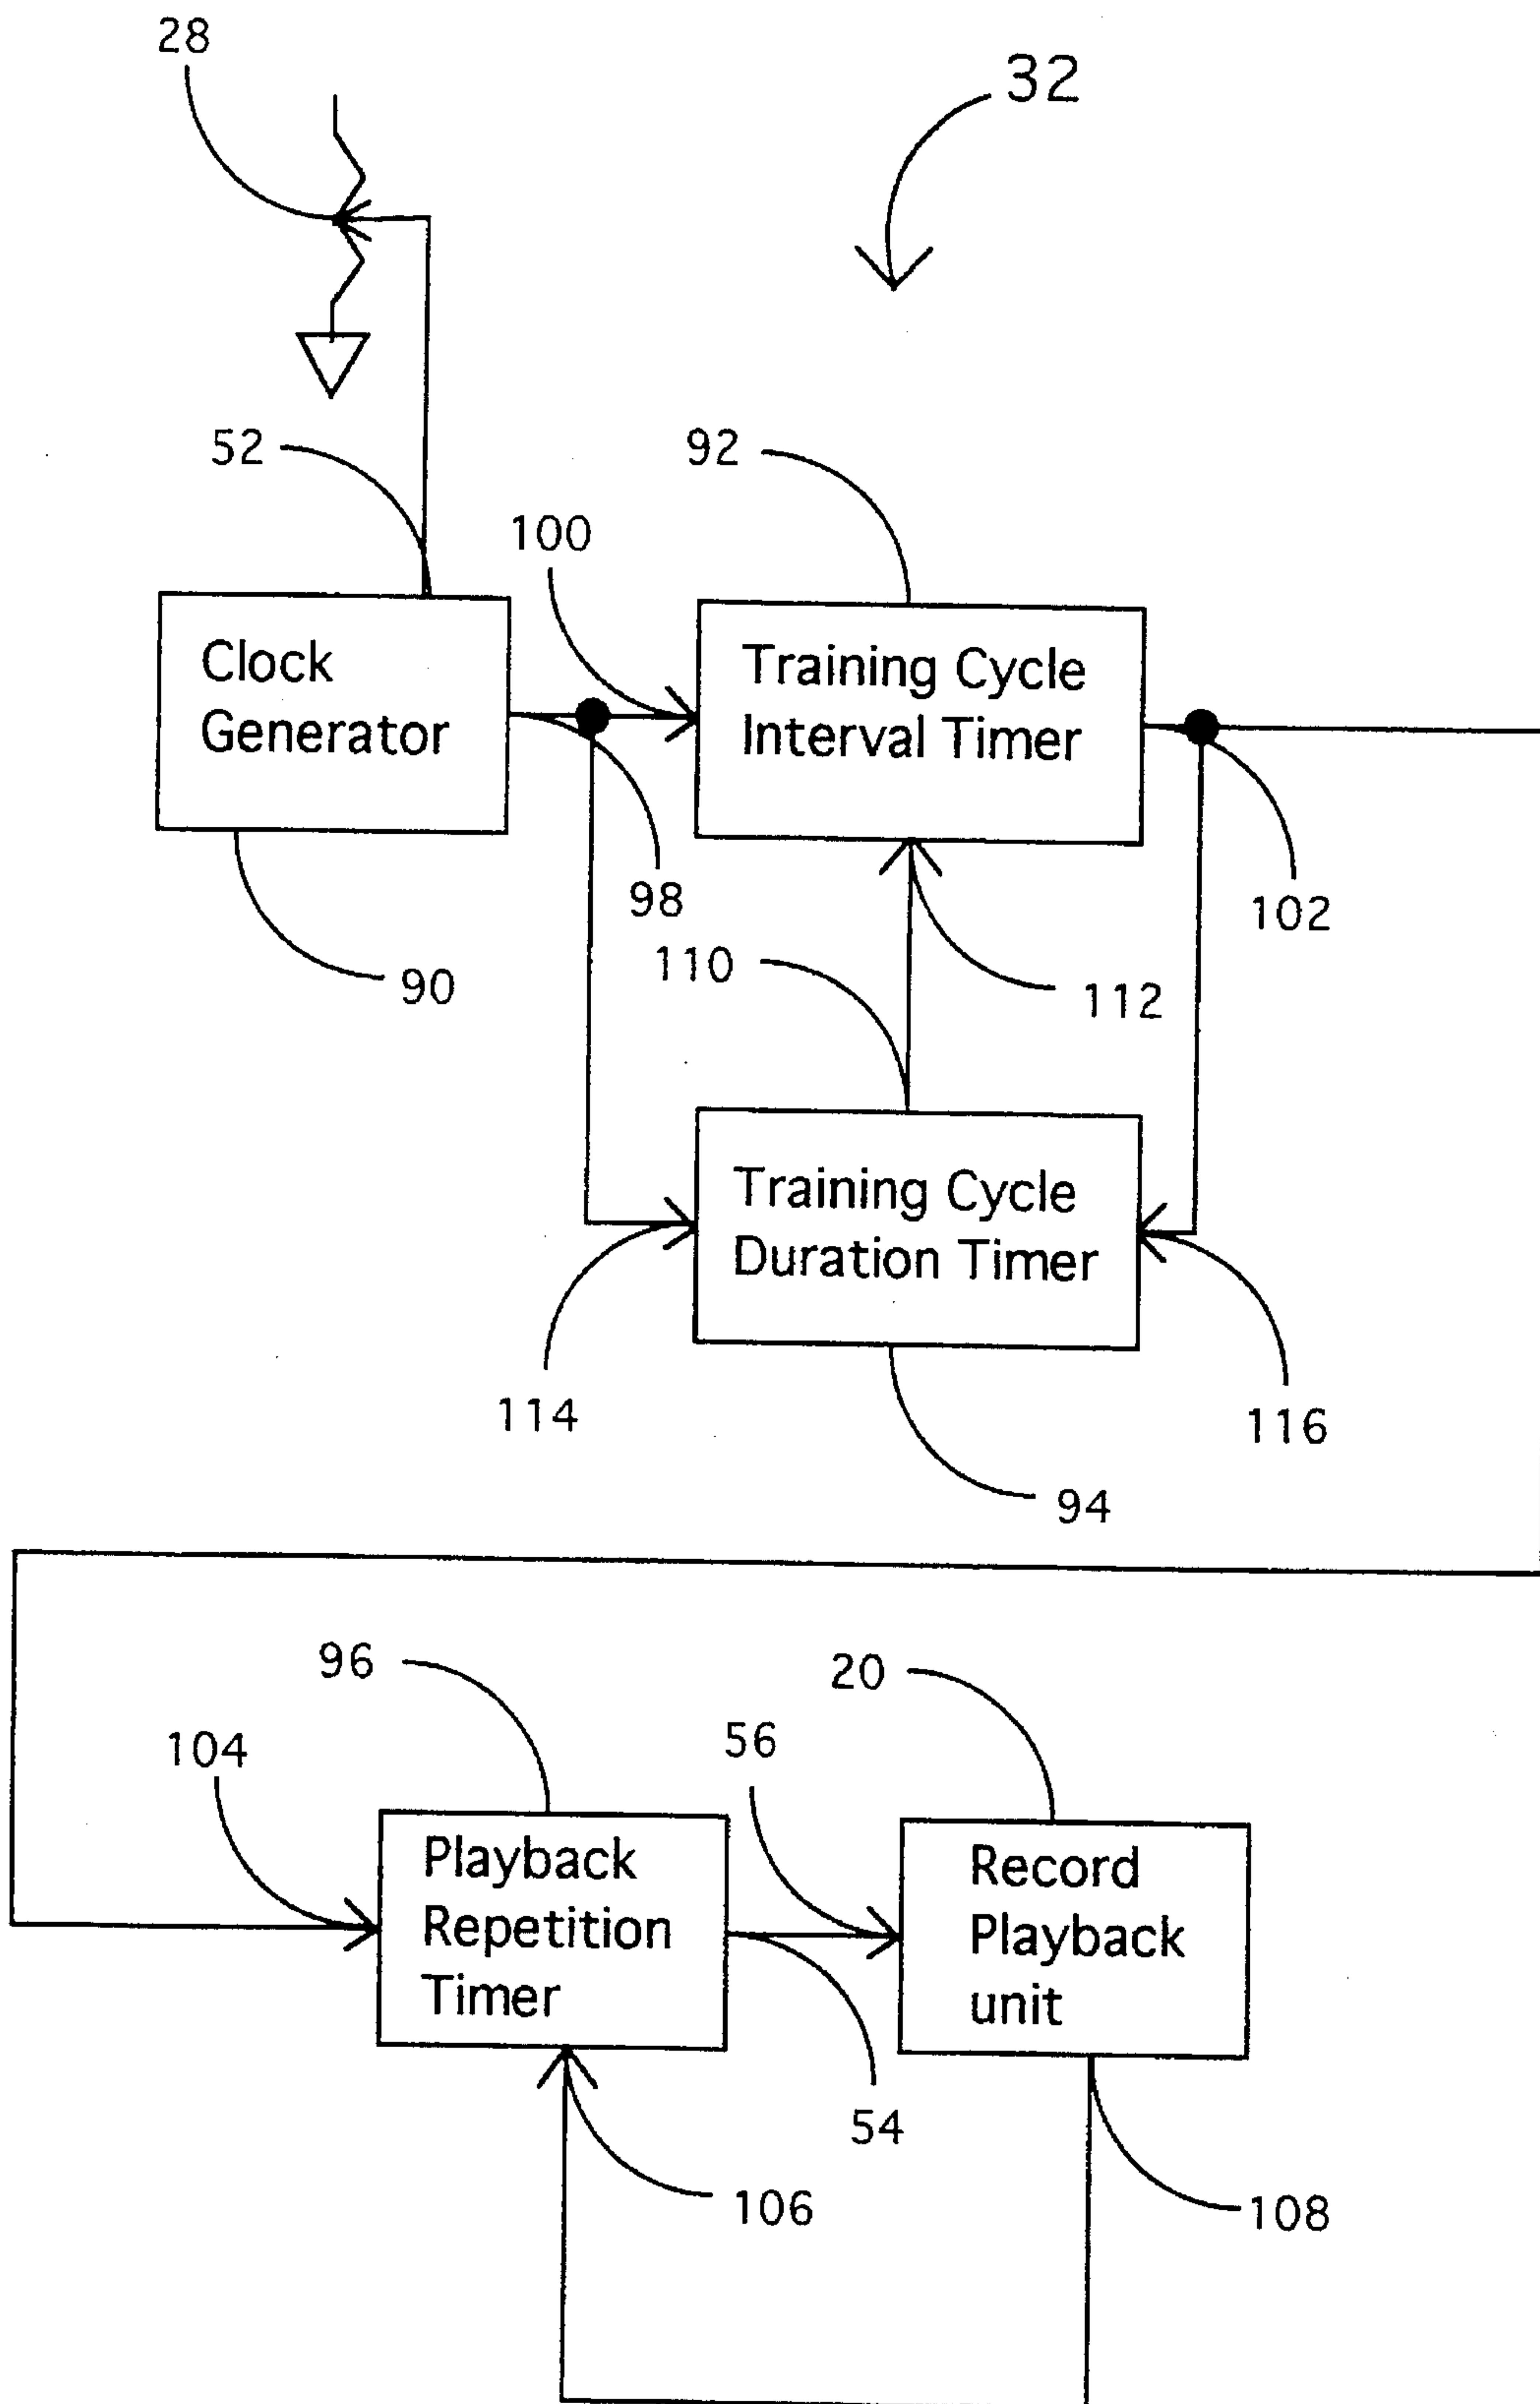 28
32
52
92
100
Clock
Generator
Training Cycle
Interval Timer
98
102
90
110
112
Training Cycle
Duration Timer
114
116
94
96
20
104
56
Playback
Repetition
Timer
Record
Playback
unit
54
106
108